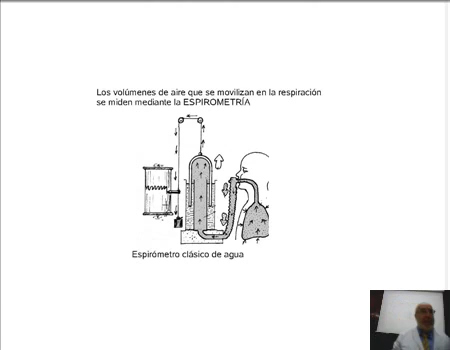 Los volúmenes de aire que se movilizan en la respiración
se miden mediante la ESPIROMETRÍA
Espirómetro clásico de agua